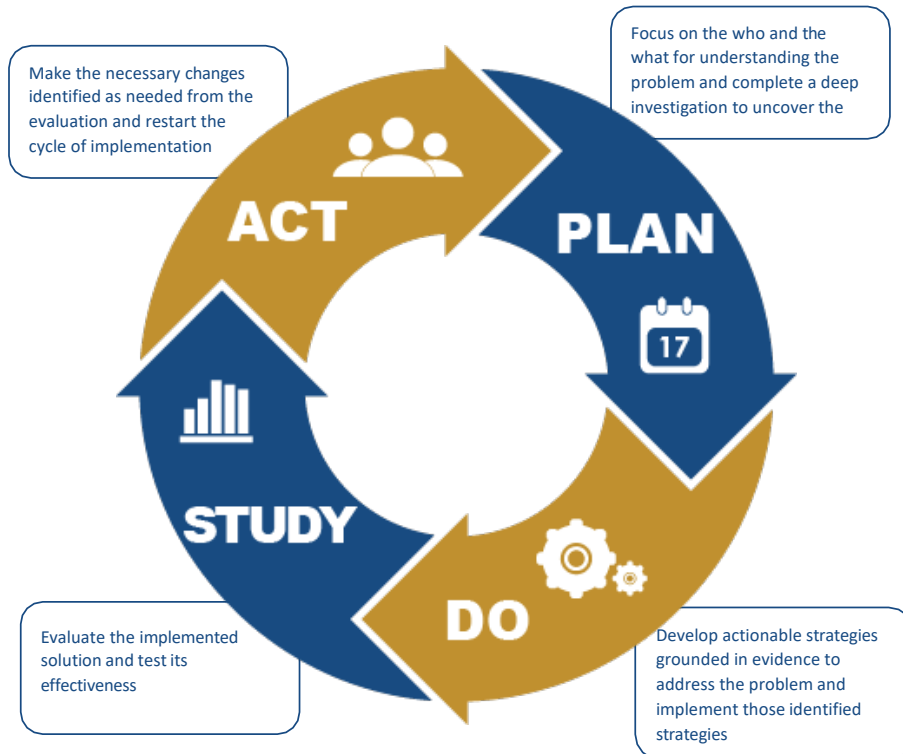 Make the necessary changes
identified as needed from the
evaluation and restart the
cycle of implementation
Focus on the who and the
what for understanding the
problem and complete a deep
investigation to uncover the
ACT
PLAN
17
STUDY
DO
Evaluate the implemented
solution and test its
effectiveness
Develop actionable strategies
grounded in evidence to
address the problem and
implement those identified
strategies